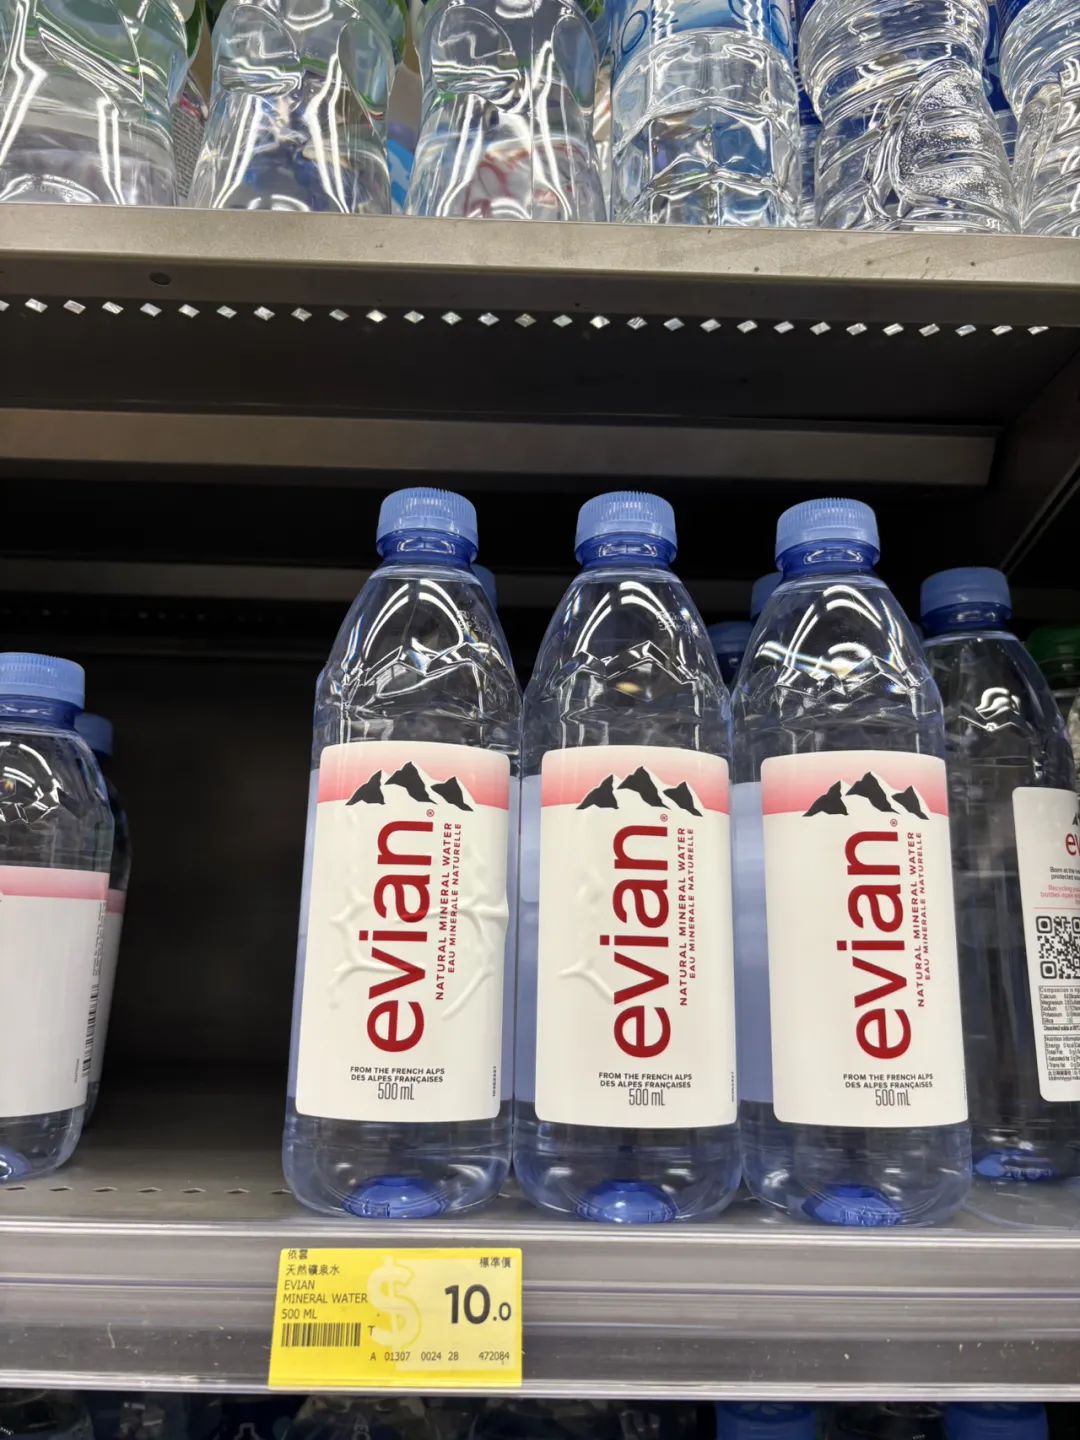 evian®
NATURAL MINERAL WATER
EAU MINÉRALE NATURELLE
FROM THE FRENCH ALPS
DES ALPES FRANÇAISES
500 mL
evian®
NATURAL MINERAL WATER
EAU MINÉRALE NATURELLE
FROM THE FRENCH ALPS
DES ALPES FRANÇAISES
500 mL
evian®
NATURAL MINERAL WATER
EAU MINÉRALE NATURELLE
FROM THE FRENCH ALPS
DES ALPES FRANÇAISES
500 mL
依雲
天然礦泉水
EVIAN
MINERAL WATER
500 ML
標準價
$ 10.0
T
A 01307 0024 28 472084